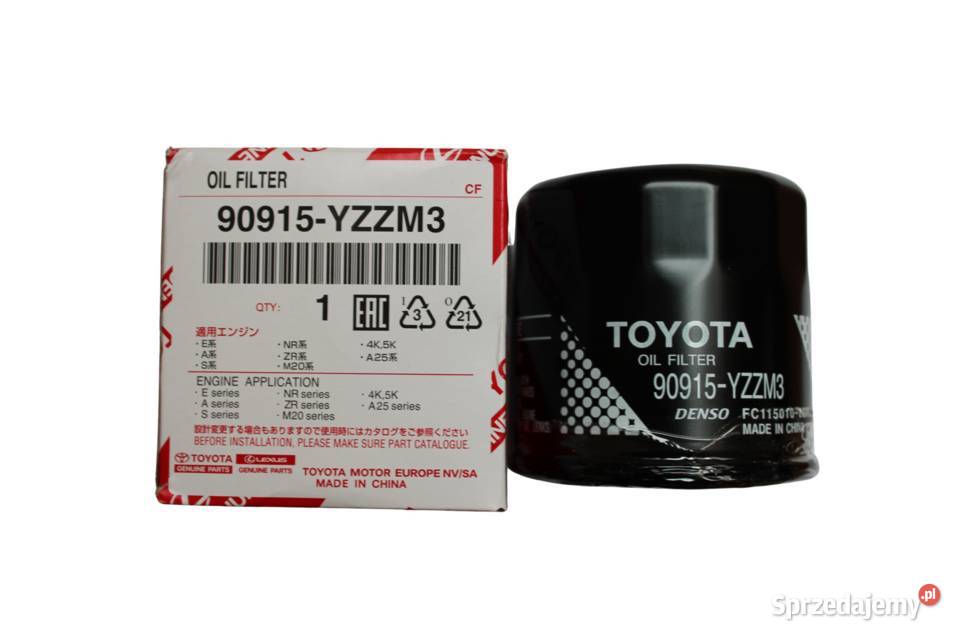 OIL FILTER
CF
90915-YZZM3
QTY: 1 EAC 1 3 O 21
適用エンジン
・E系 ・NR系 ・4K,5K
・A系 ・ZR系 ・A25系
・S系 ・M20系
ENGINE APPLICATION
・E series ・NR series ・4K,5K
・A series ・ZR series ・A25 series
・S series ・M20 series
設計変更する場合もありますので使用時にはカタログをご参照ください
BEFORE INSTALLATION, PLEASE MAKE SURE PART CATALOGUE.
TOYOTA LEXUS
GENUINE PARTS GENUINE PARTS
TOYOTA MOTOR EUROPE NV/SA
MADE IN CHINA
TOYOTA
OIL FILTER
90915-YZZM3
DENSO
MADE IN CHINA
Sprzedajemy.pl